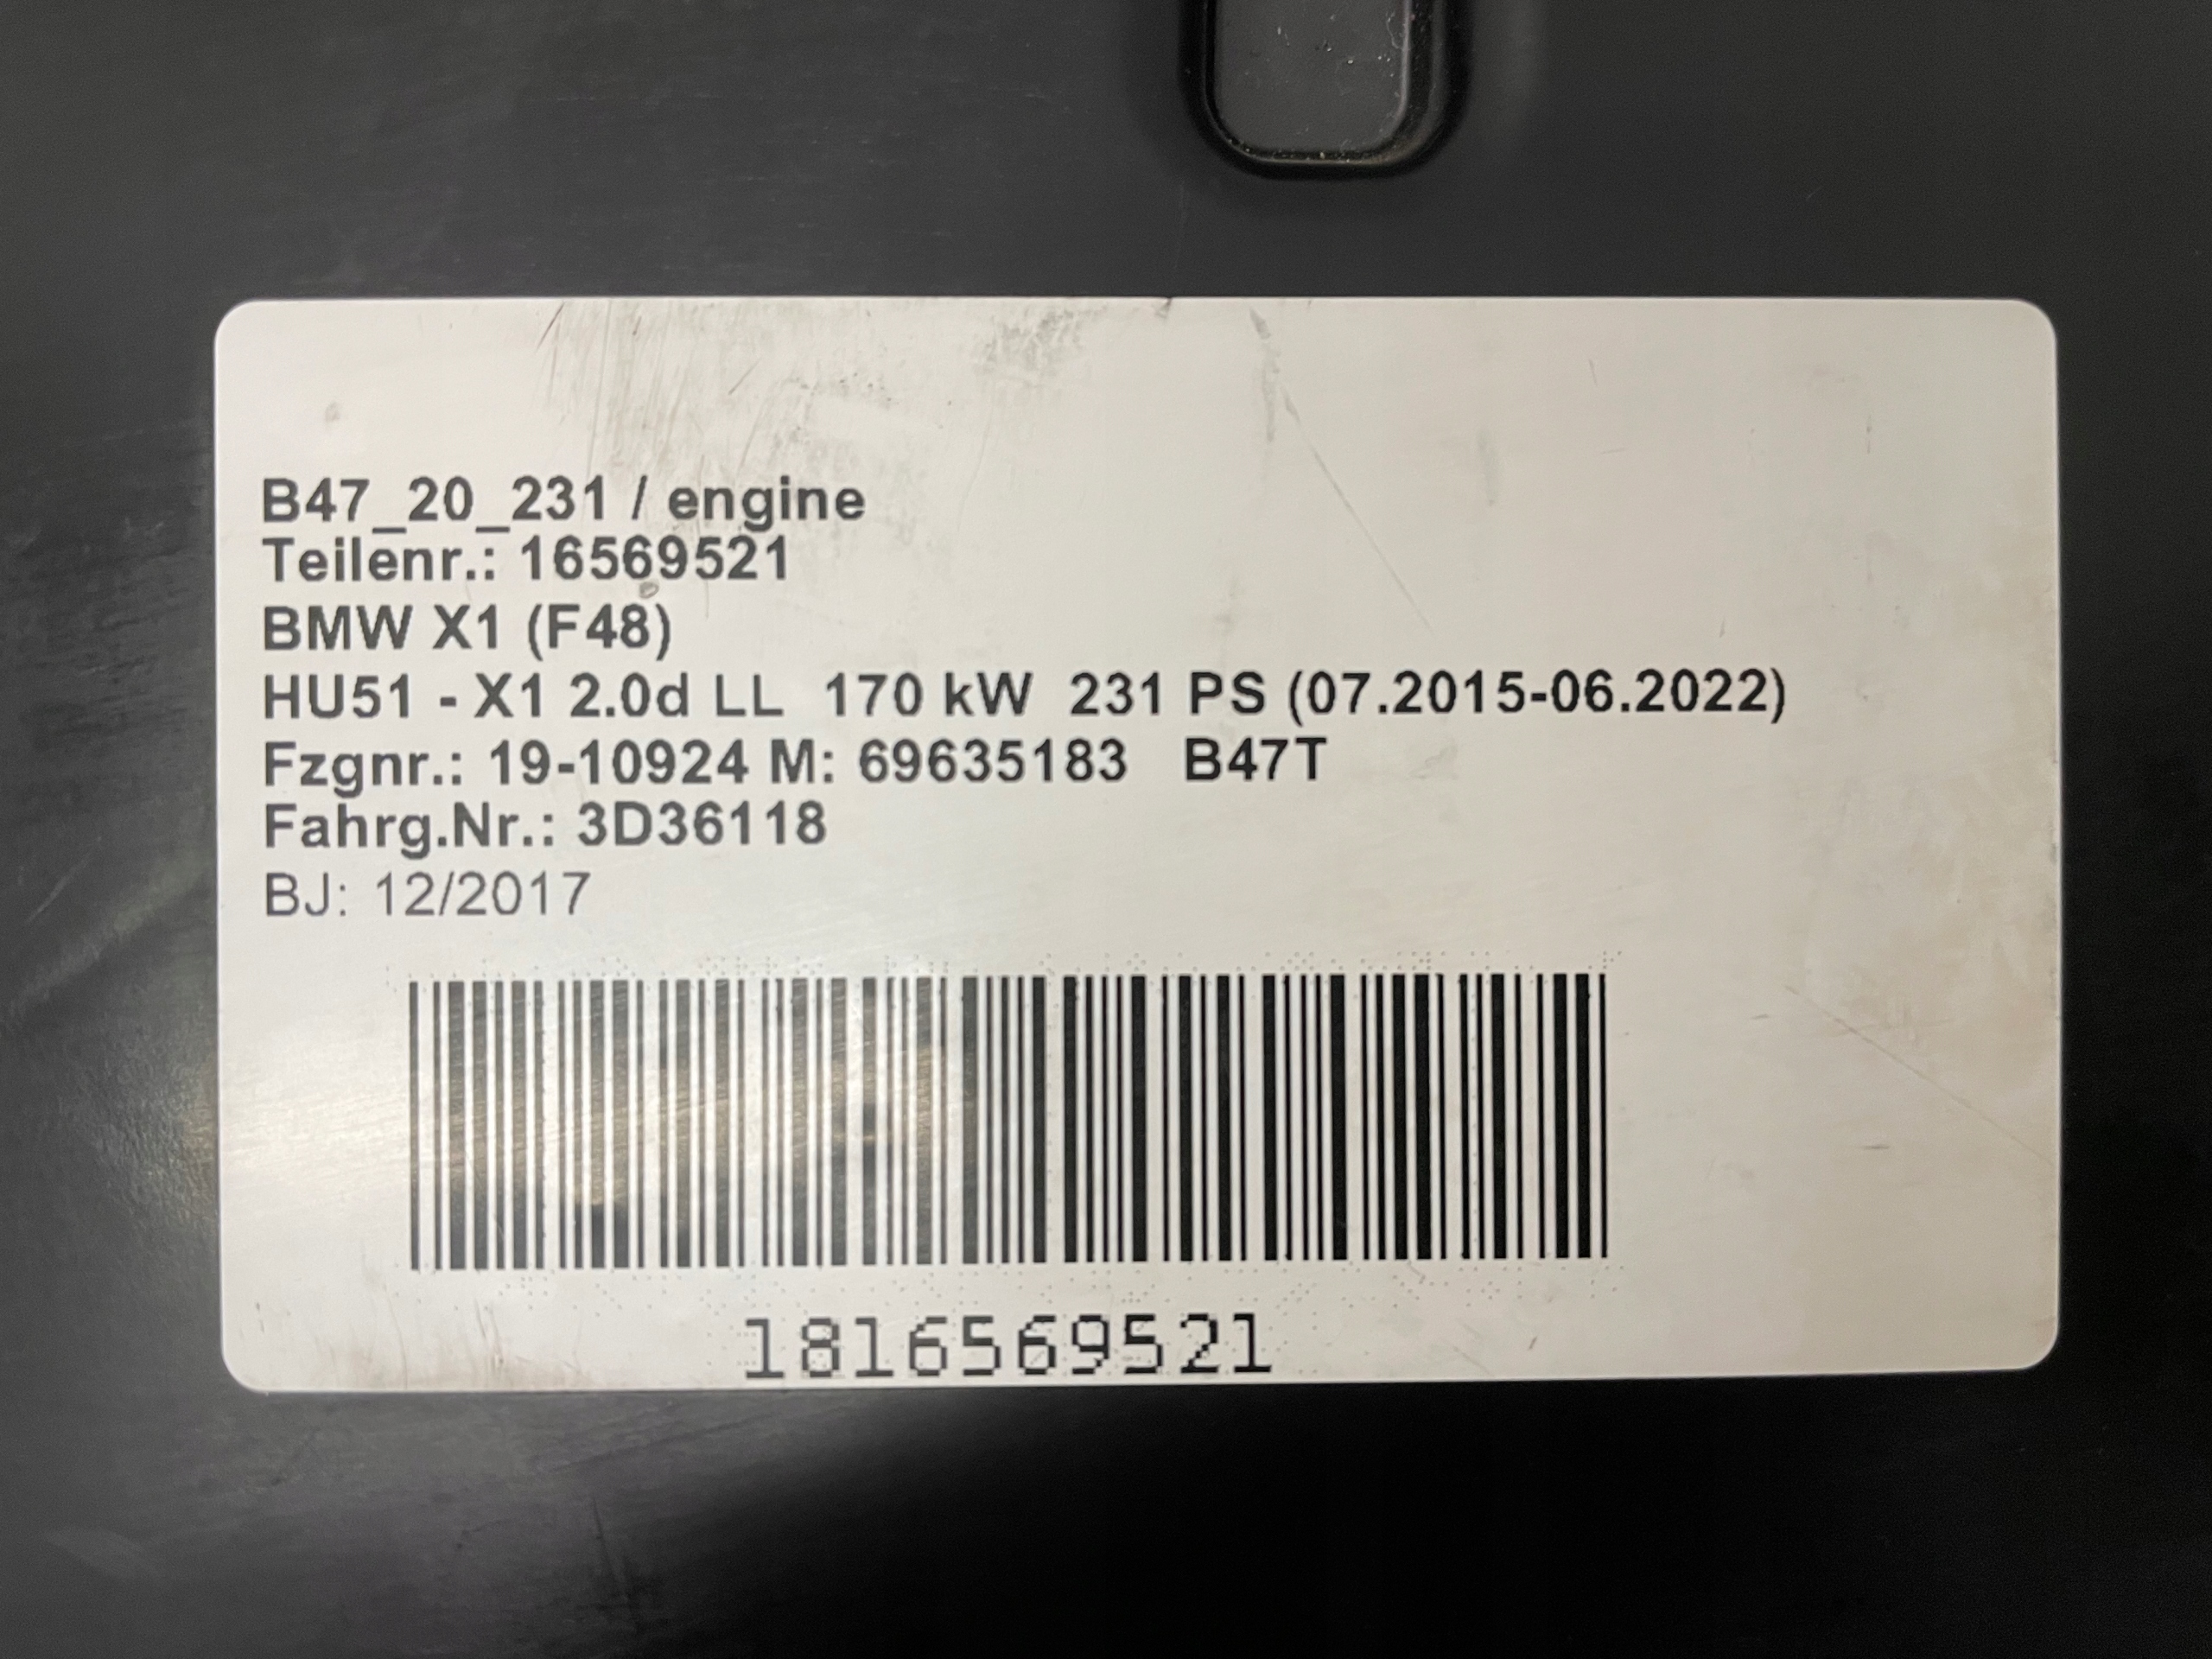 B47_20_231 / engine
Teilenr.: 16569521
BMW X1 (F48)
HU51 - X1 2.0d LL  170 kW  231 PS (07.2015-06.2022)
Fzgnr.: 19-10924 M: 69635183   B47T
Fahrg.Nr.: 3D36118
BJ: 12/2017
1816569521